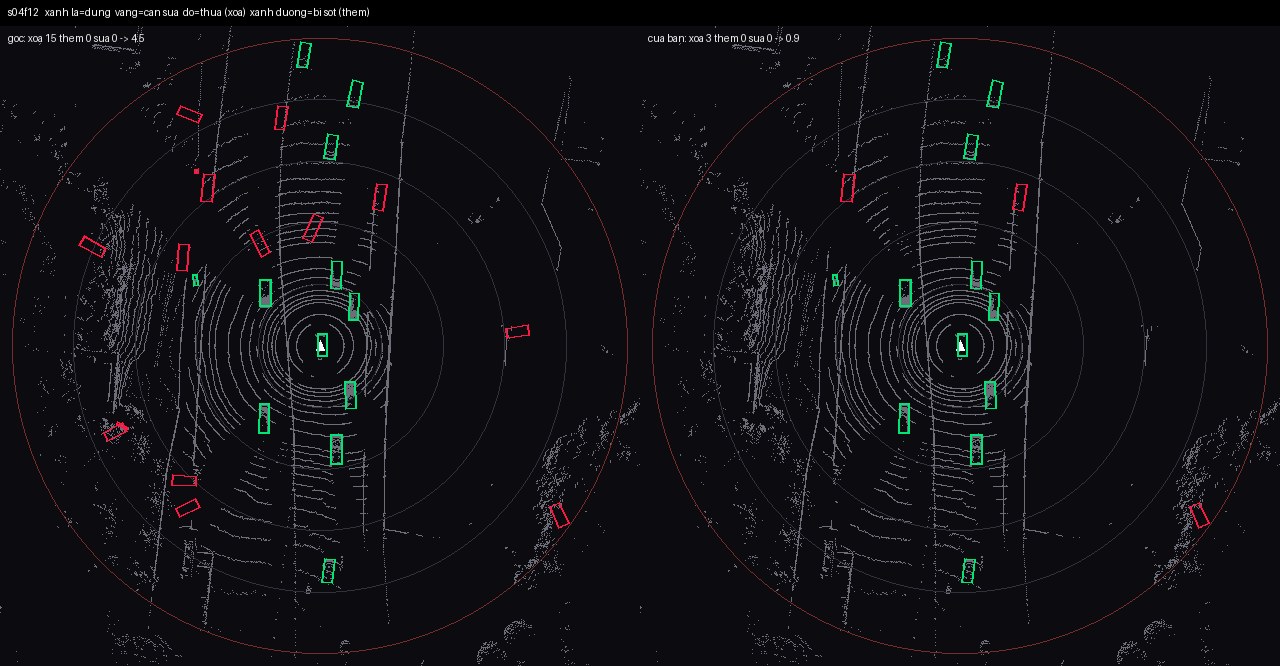 s04f12 xanh la=dung vang=can sua do=thua (xoa) xanh duong=bi sot (them)
goc: xoa 15 them 0 sua 0 -> 4.5
cua ban: xoa 3 them 0 sua 0 -> 0.9